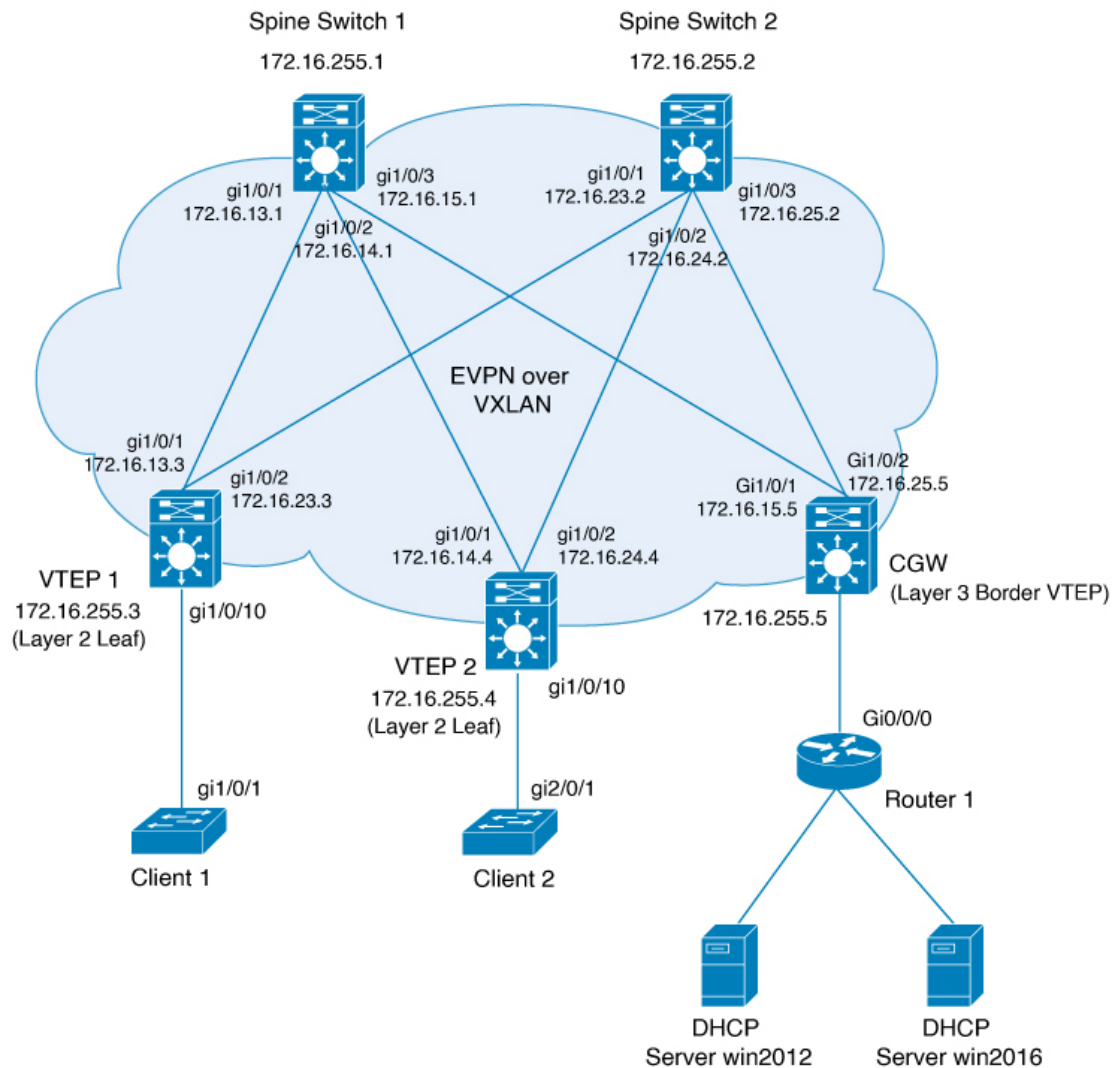 Spine Switch 1
172.16.255.1
Spine Switch 2
172.16.255.2
gi1/0/1
172.16.13.1
gi1/0/3
172.16.15.1
gi1/0/2
172.16.14.1
gi1/0/1
172.16.23.2
gi1/0/3
172.16.25.2
gi1/0/2
172.16.24.2
EVPN over
VXLAN
gi1/0/1
172.16.13.3
gi1/0/2
172.16.23.3
gi1/0/1
172.16.14.4
gi1/0/2
172.16.24.4
Gi1/0/1
172.16.15.5
Gi1/0/2
172.16.25.5
VTEP 1
172.16.255.3
(Layer 2 Leaf)
gi1/0/10
VTEP 2
172.16.255.4
(Layer 2 Leaf)
gi1/0/10
CGW
(Layer 3 Border VTEP)
172.16.255.5
Gi0/0/0
Router 1
gi1/0/1
Client 1
gi2/0/1
Client 2
DHCP
Server win2012
DHCP
Server win2016